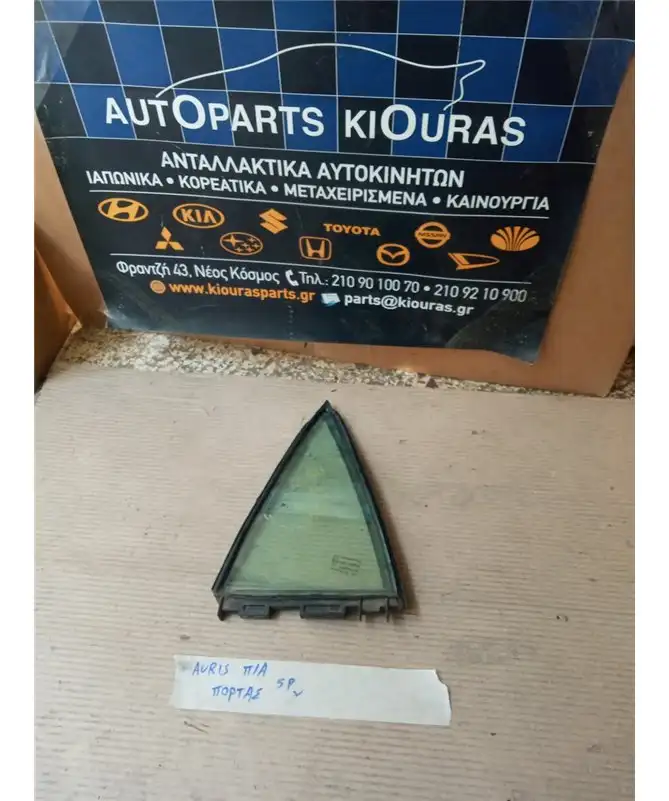 AUTOPARTS KIOURAS
ΑΝΤΑΛΛΑΚΤΙΚΑ ΑΥΤΟΚΙΝΗΤΩΝ
ΙΑΠΩΝΙΚΑ • ΚΟΡΕΑΤΙΚΑ • ΜΕΤΑΧΕΙΡΙΣΜΕΝΑ • ΚΑΙΝΟΥΡΓΙΑ
KIA TOYOTA NISSAN
Φραντζή 43, Νέος Κόσμος Τηλ.: 210 90 100 70 • 210 92 10 900
www.kiourasparts.gr parts@kiouras.gr
AURIS Π/Α
ΠΟΡΤΑΣ 5P